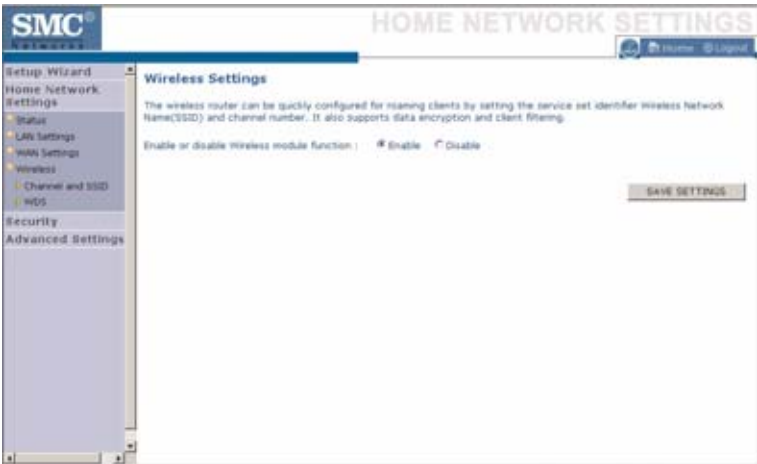 SMC®
Networks
HOME NETWORK SETTINGS
Home Logout
Setup Wizard
Home Network
Settings
Status
LAN Settings
WAN Settings
Wireless
Channel and SSID
WDS
Security
Advanced Settings
Wireless Settings
The wireless router can be quickly configured for roaming clients by setting the service set identifier Wireless Network
Name(SSID) and channel number. It also supports data encryption and client filtering.
Enable or disable Wireless module function : Enable Disable
SAVE SETTINGS